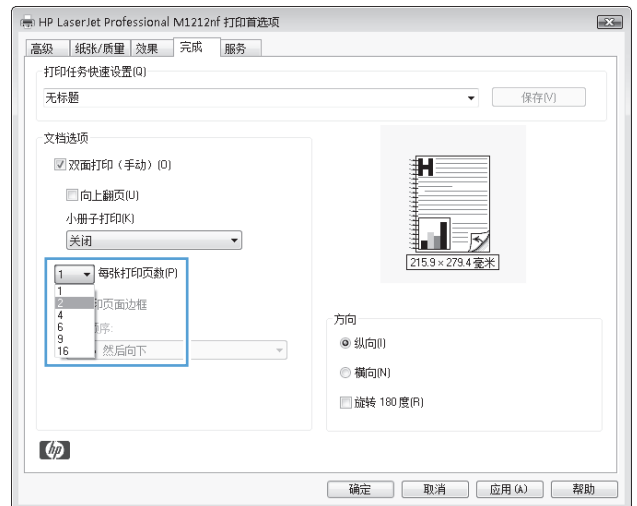 HP LaserJet Professional M1212nf 打印首选项
高级 纸张/质量 效果 完成 服务
打印任务快速设置(Q)
无标题
保存(V)
文档选项
双面打印（手动）(O)
向上翻页(U)
小册子打印(K)
关闭
1 每张打印页数(P)
1
2 印页面边框
4
6 序:
9
16 然后向下
H
215.9 × 279.4 毫米
方向
纵向(I)
横向(N)
旋转 180 度(R)
hp
确定 取消 应用(A) 帮助